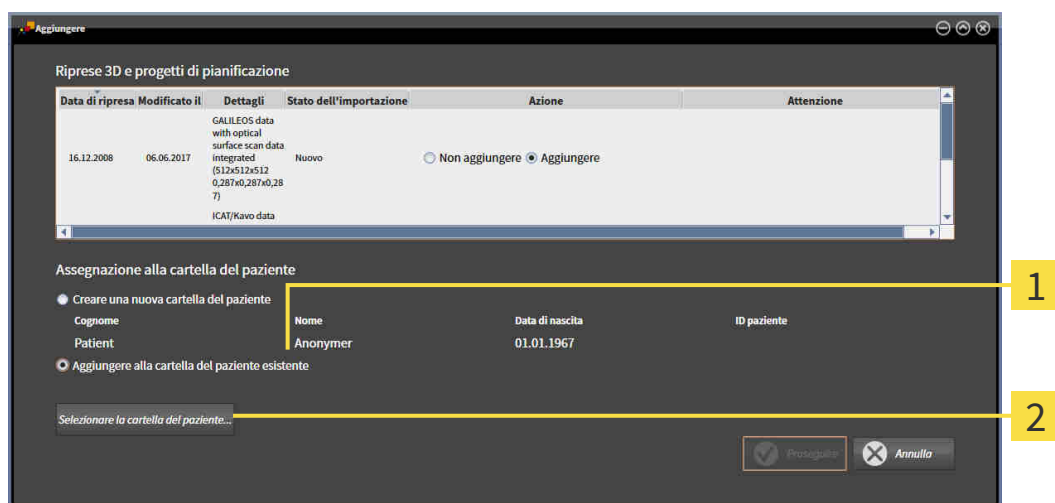 Aggiungere
Riprese 3D e progetti di pianificazione
Data di ripresa Modificato il Dettagli Stato dell'importazione Azione Attenzione
GALILEOS data
with optical
surface scan data
16.12.2008 06.06.2017 integrated Nuovo Non aggiungere Aggiungere
(512x512x512
0,287x0,287x0,28
7)
ICAT/Kavo data
Assegnazione alla cartella del paziente
1
Creare una nuova cartella del paziente
Cognome Nome Data di nascita ID paziente
Patient Anonymer 01.01.1967
Aggiungere alla cartella del paziente esistente
Selezionare la cartella del paziente...
2
Proseguire Annulla